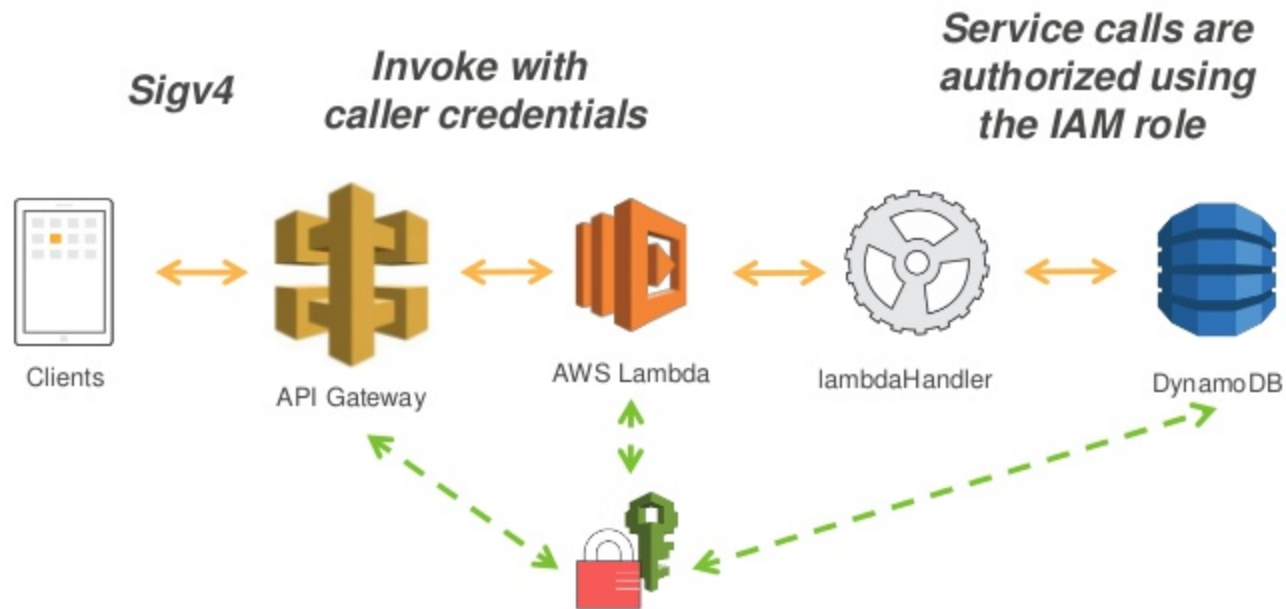 Sigv4
Invoke with
caller credentials
Service calls are
authorized using
the IAM role
Clients
API Gateway
AWS Lambda
lambdaHandler
DynamoDB